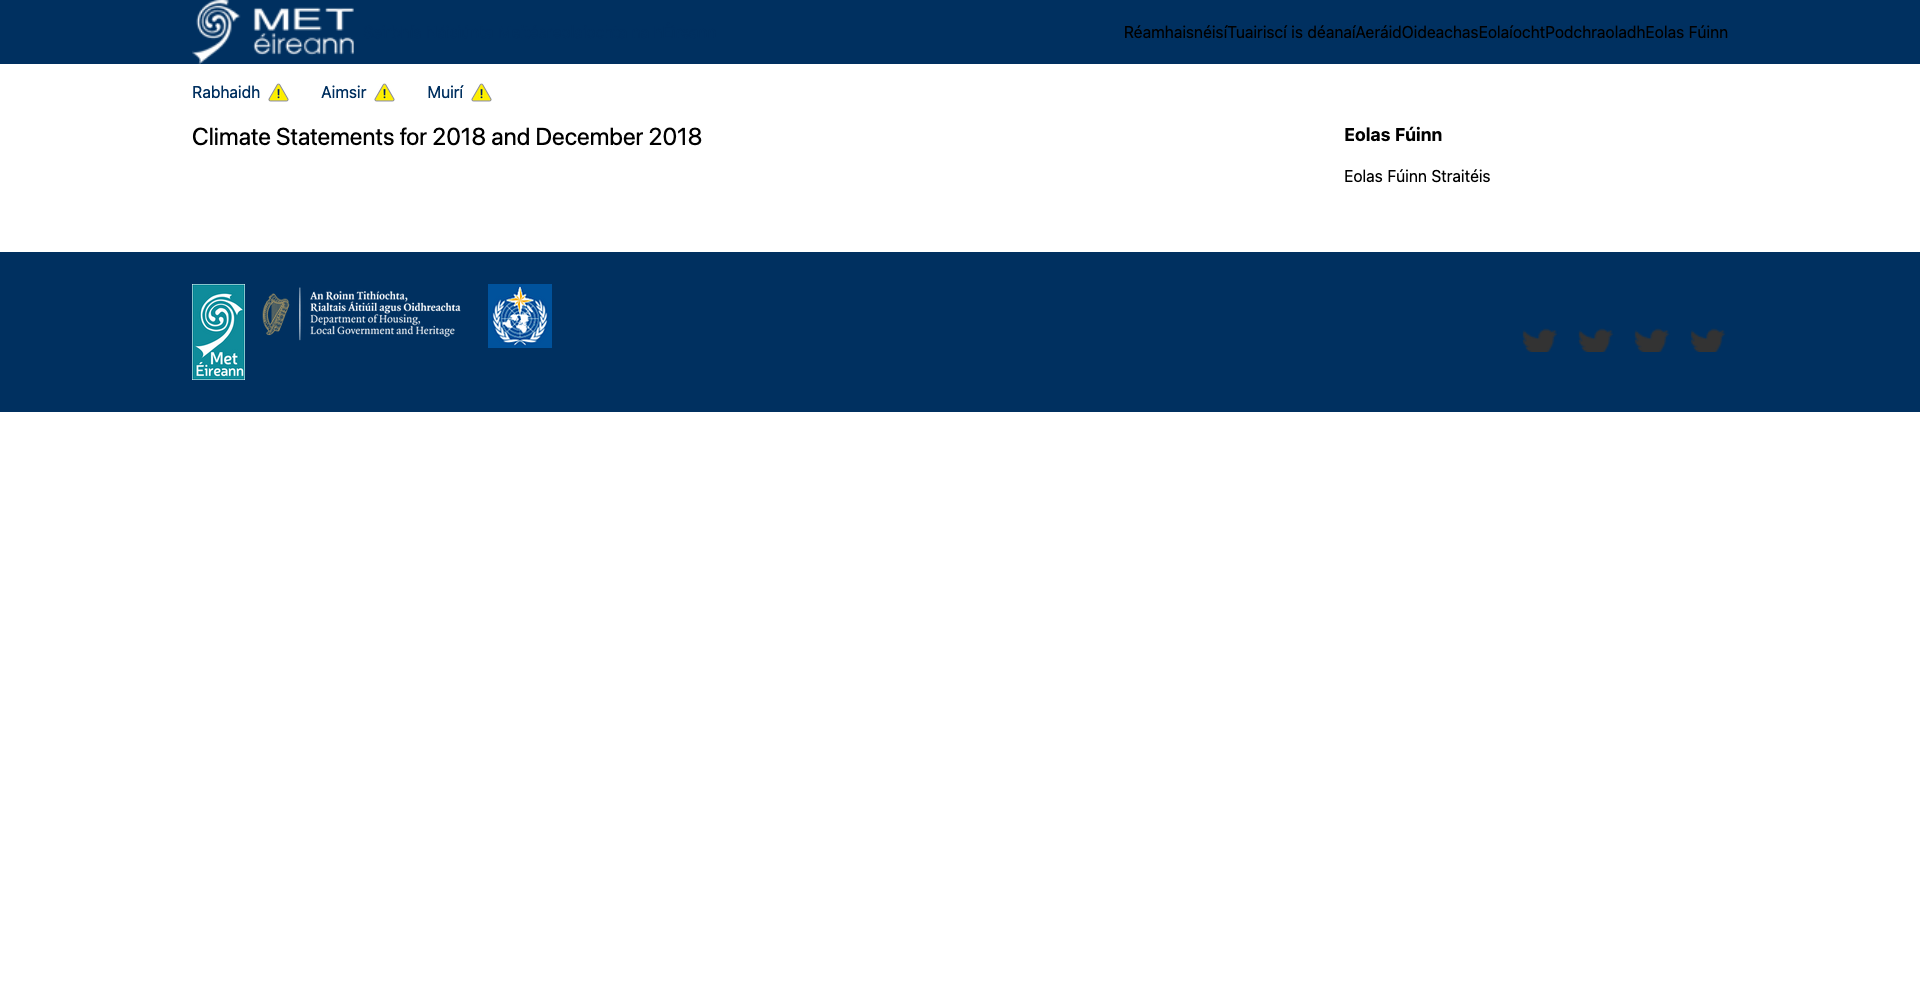 MET
éireann
RéamhaisnéisíTuairiscí is déanaíAeráidOideachasEolaíochtPodchraoladhEolas Fúinn
Rabhaidh Aimsir Muirí
Climate Statements for 2018 and December 2018
Eolas Fúinn
Eolas Fúinn Straitéis
Met
Éireann
An Roinn Tithíochta,
Rialtais Áitiúil agus Oidhreachta
Department of Housing,
Local Government and Heritage